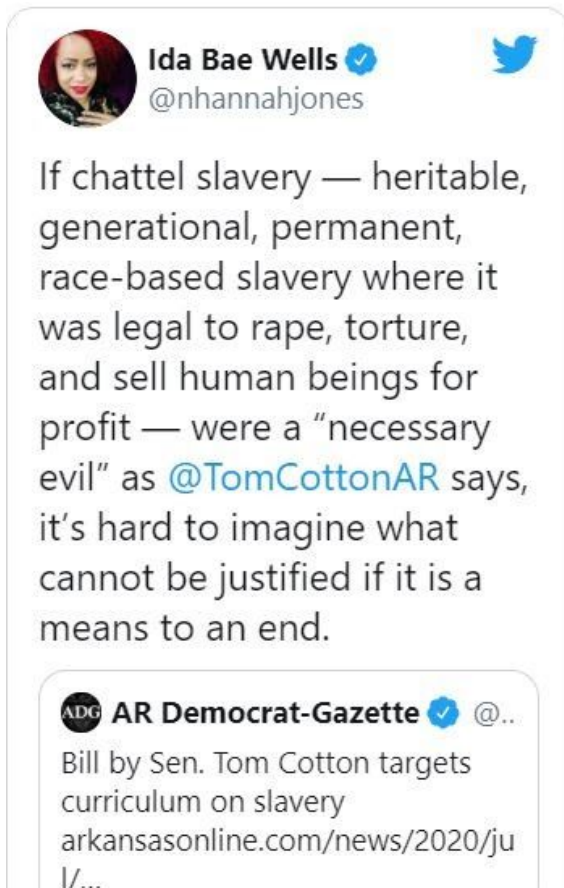 Ida Bae Wells
@nhannahjones
If chattel slavery — heritable,
generational, permanent,
race-based slavery where it
was legal to rape, torture,
and sell human beings for
profit — were a “necessary
evil” as @TomCottonAR says,
it’s hard to imagine what
cannot be justified if it is a
means to an end.
ADG AR Democrat-Gazette @..
Bill by Sen. Tom Cotton targets
curriculum on slavery
arkansasonline.com/news/2020/ju
l/...